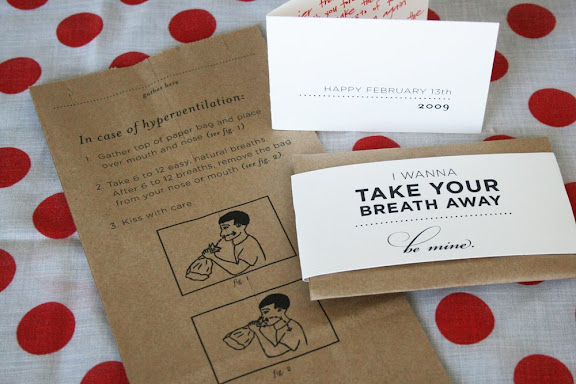 gather here
In case of hyperventilation:
1. Gather top of paper bag and place
over mouth and nose (see fig. 1)
2. Take 6 to 12 easy, natural breaths.
After 6 to 12 breaths, remove the bag
from your nose or mouth (see fig. 2).
3. Kiss with care.
fig. 1
fig. 2
HAPPY FEBRUARY 13th
2009
I WANNA
TAKE YOUR
BREATH AWAY
be mine.